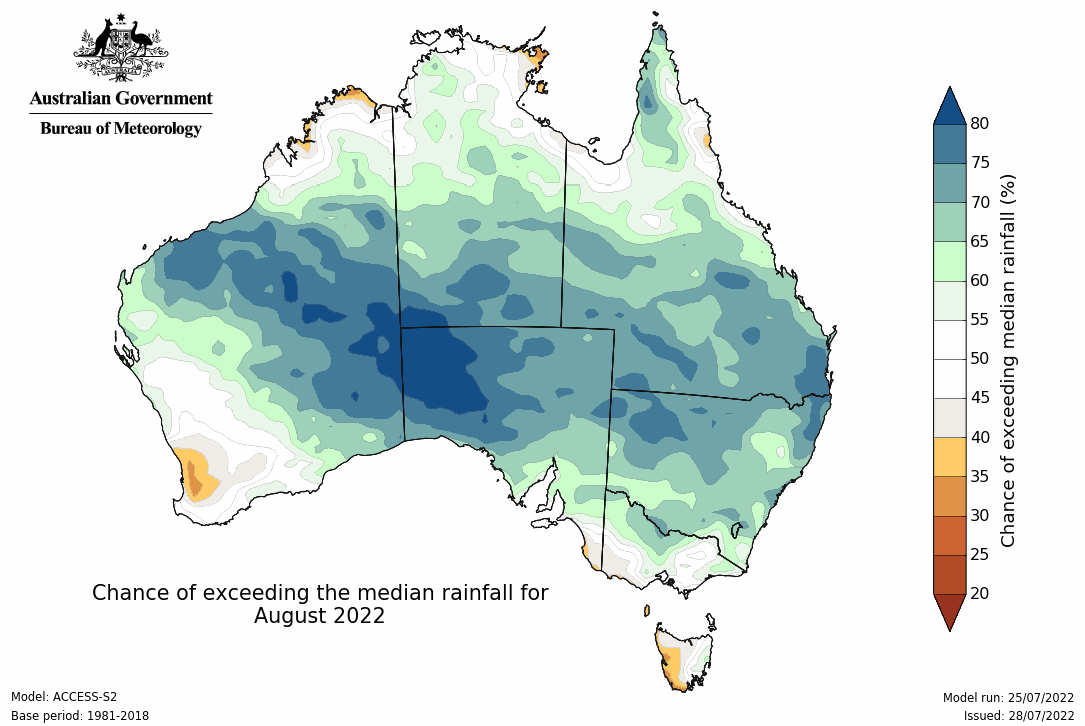 AUSTRALIA
Australian Government
Bureau of Meteorology
80
75
70
65
60
55
50
45
40
35
30
25
20
Chance of exceeding median rainfall (%)
Chance of exceeding the median rainfall for
August 2022
Model: ACCESS-S2
Base period: 1981-2018
Model run: 25/07/2022
Issued: 28/07/2022